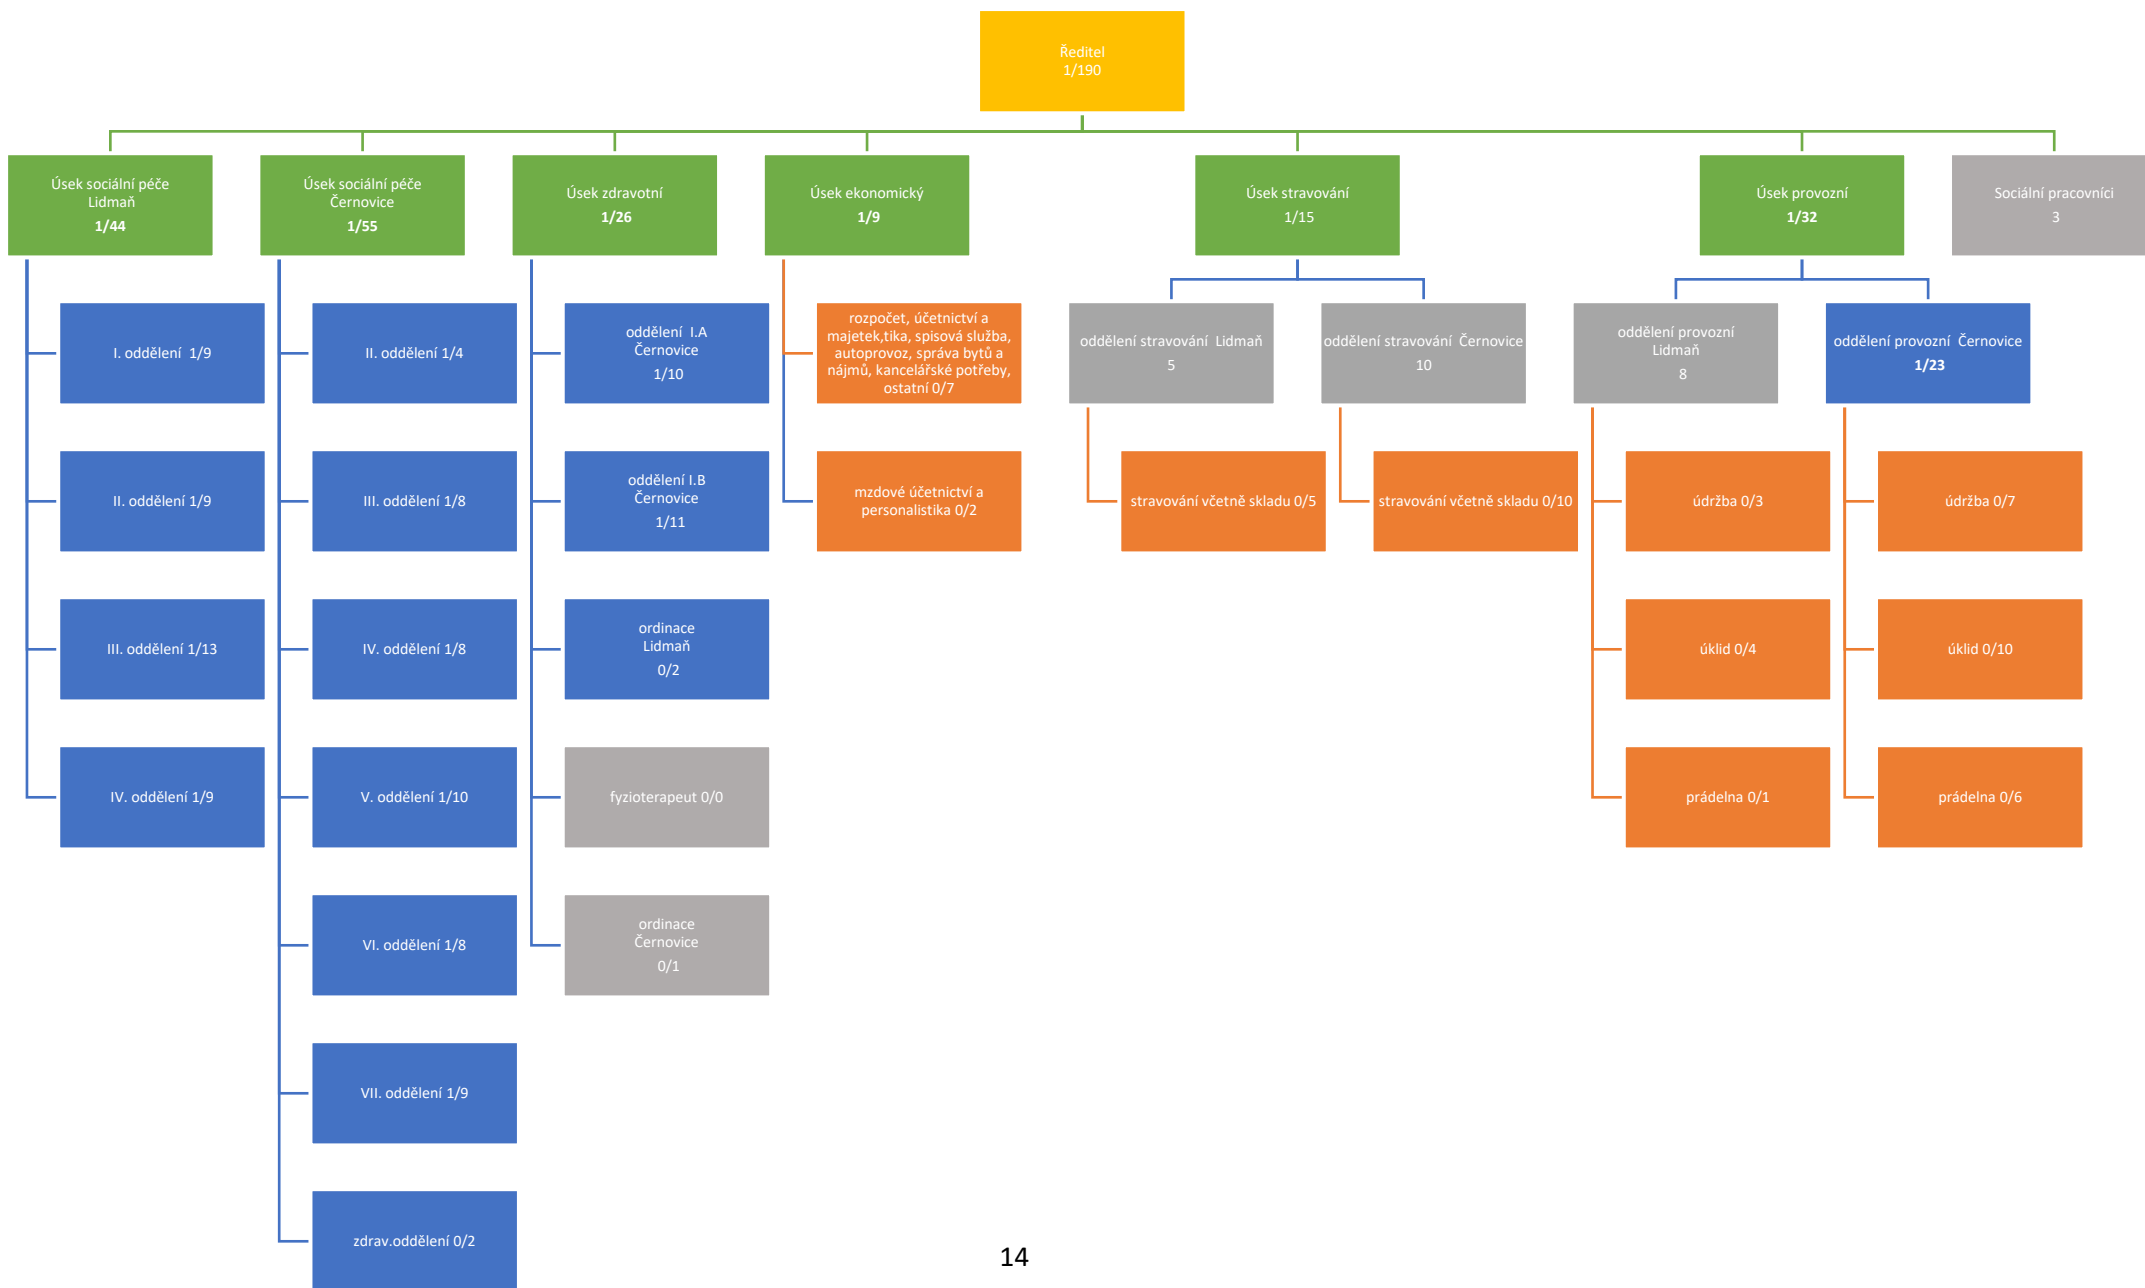 Ředitel
1/190
Úsek sociální péče
Lidmaň
1/44
Úsek sociální péče
Černovice
1/55
Úsek zdravotní
1/26
Úsek ekonomický
1/9
Úsek stravování
1/15
Úsek provozní
1/32
Sociální pracovníci
3
I. oddělení 1/9
II. oddělení 1/9
III. oddělení 1/13
IV. oddělení 1/9
II. oddělení 1/4
III. oddělení 1/8
IV. oddělení 1/8
V. oddělení 1/10
VI. oddělení 1/8
VII. oddělení 1/9
zdrav.oddělení 0/2
oddělení I.A
Černovice
1/10
oddělení I.B
Černovice
1/11
ordinace
Lidmaň
0/2
fyzioterapeut 0/0
ordinace
Černovice
0/1
rozpočet, účetnictví a
majetek,tika, spisová služba,
autoprovoz, správa bytů a
nájmů, kancelářské potřeby,
ostatní 0/7
mzdové účetnictví a
personalistika 0/2
oddělení stravování Lidmaň
5
stravování včetně skladu 0/5
oddělení stravování Černovice
10
stravování včetně skladu 0/10
oddělení provozní
Lidmaň
8
údržba 0/3
úklid 0/4
prádelna 0/1
oddělení provozní Černovice
1/23
údržba 0/7
úklid 0/10
prádelna 0/6
14